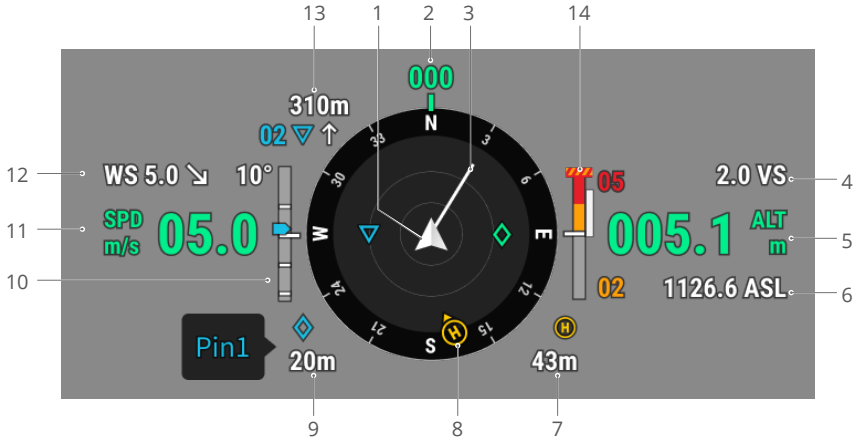 13 1 2 3 14
000
310m
02
12 WS 5.0 10° 05 2.0 VS 4
N 3 6 E 12 15 S 21 24 W 30 33
11 SPD m/s 05.0 005.1 ALT m 5
10 02 1126.6 ASL 6
H H
Pin1 20m 43m
9 8 7